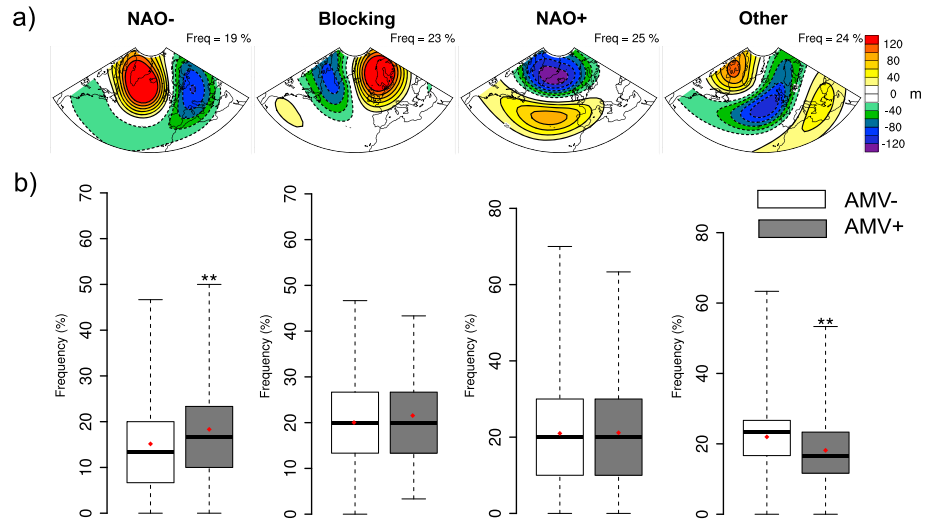 a)
NAO- Blocking NAO+ Other
Freq = 19 % Freq = 23 % Freq = 25 % Freq = 24 %
120
80
40
0 m
-40
-80
-120
b)
AMV-
AMV+
Frequency (%)
0 10 20 30 40 50 60 70
**
Frequency (%)
0 10 20 30 40 50 60 70
Frequency (%)
0 20 40 60 80
Frequency (%)
0 20 40 60 80
**